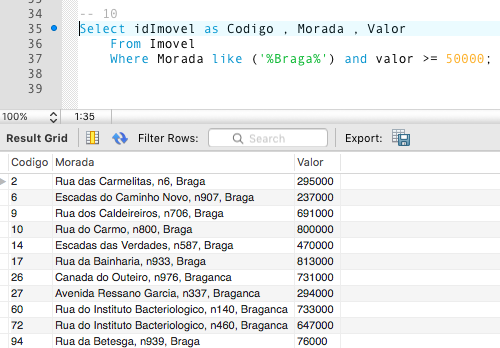 33
34 -- 10
35 Select idImovel as Codigo , Morada , Valor
36 From Imovel
37 Where Morada like ('%Braga%') and valor >= 50000;
38
39
100% 1:35
Result Grid Filter Rows: Search Export:
Codigo Morada Valor
2 Rua das Carmelitas, n6, Braga 295000
6 Escadas do Caminho Novo, n907, Braga 237000
9 Rua dos Caldeireiros, n706, Braga 691000
10 Rua do Carmo, n800, Braga 800000
14 Escadas das Verdades, n587, Braga 470000
17 Rua da Bainharia, n933, Braga 813000
26 Canada do Outeiro, n976, Braganca 731000
27 Avenida Ressano Garcia, n337, Braganca 294000
60 Rua do Instituto Bacteriologico, n140, Braganca 733000
72 Rua do Instituto Bacteriologico, n460, Braganca 647000
94 Rua da Betesga, n939, Braga 76000